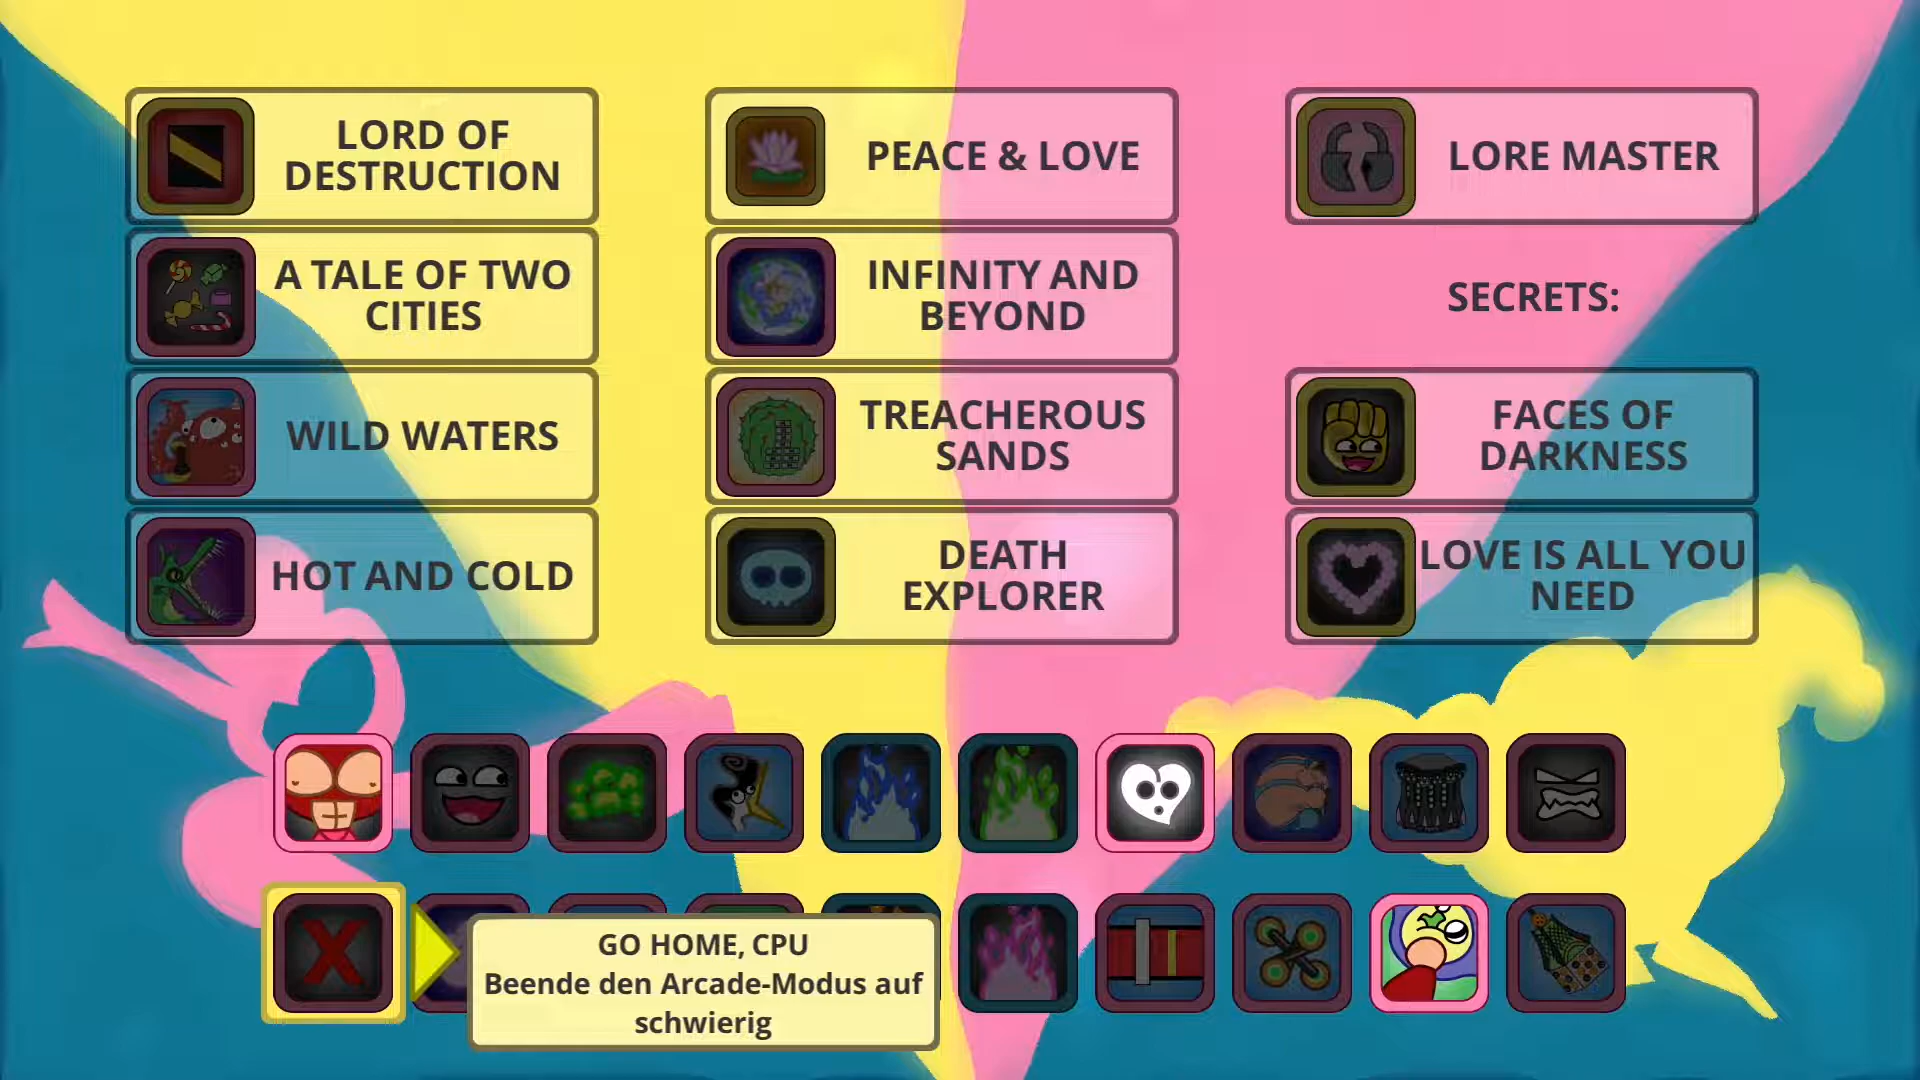 LORD OF
DESTRUCTION
PEACE & LOVE
LORE MASTER
A TALE OF TWO
CITIES
INFINITY AND
BEYOND
SECRETS:
WILD WATERS
TREACHEROUS
SANDS
FACES OF
DARKNESS
HOT AND COLD
DEATH
EXPLORER
LOVE IS ALL YOU
NEED
GO HOME, CPU
Beende den Arcade-Modus auf
schwierig